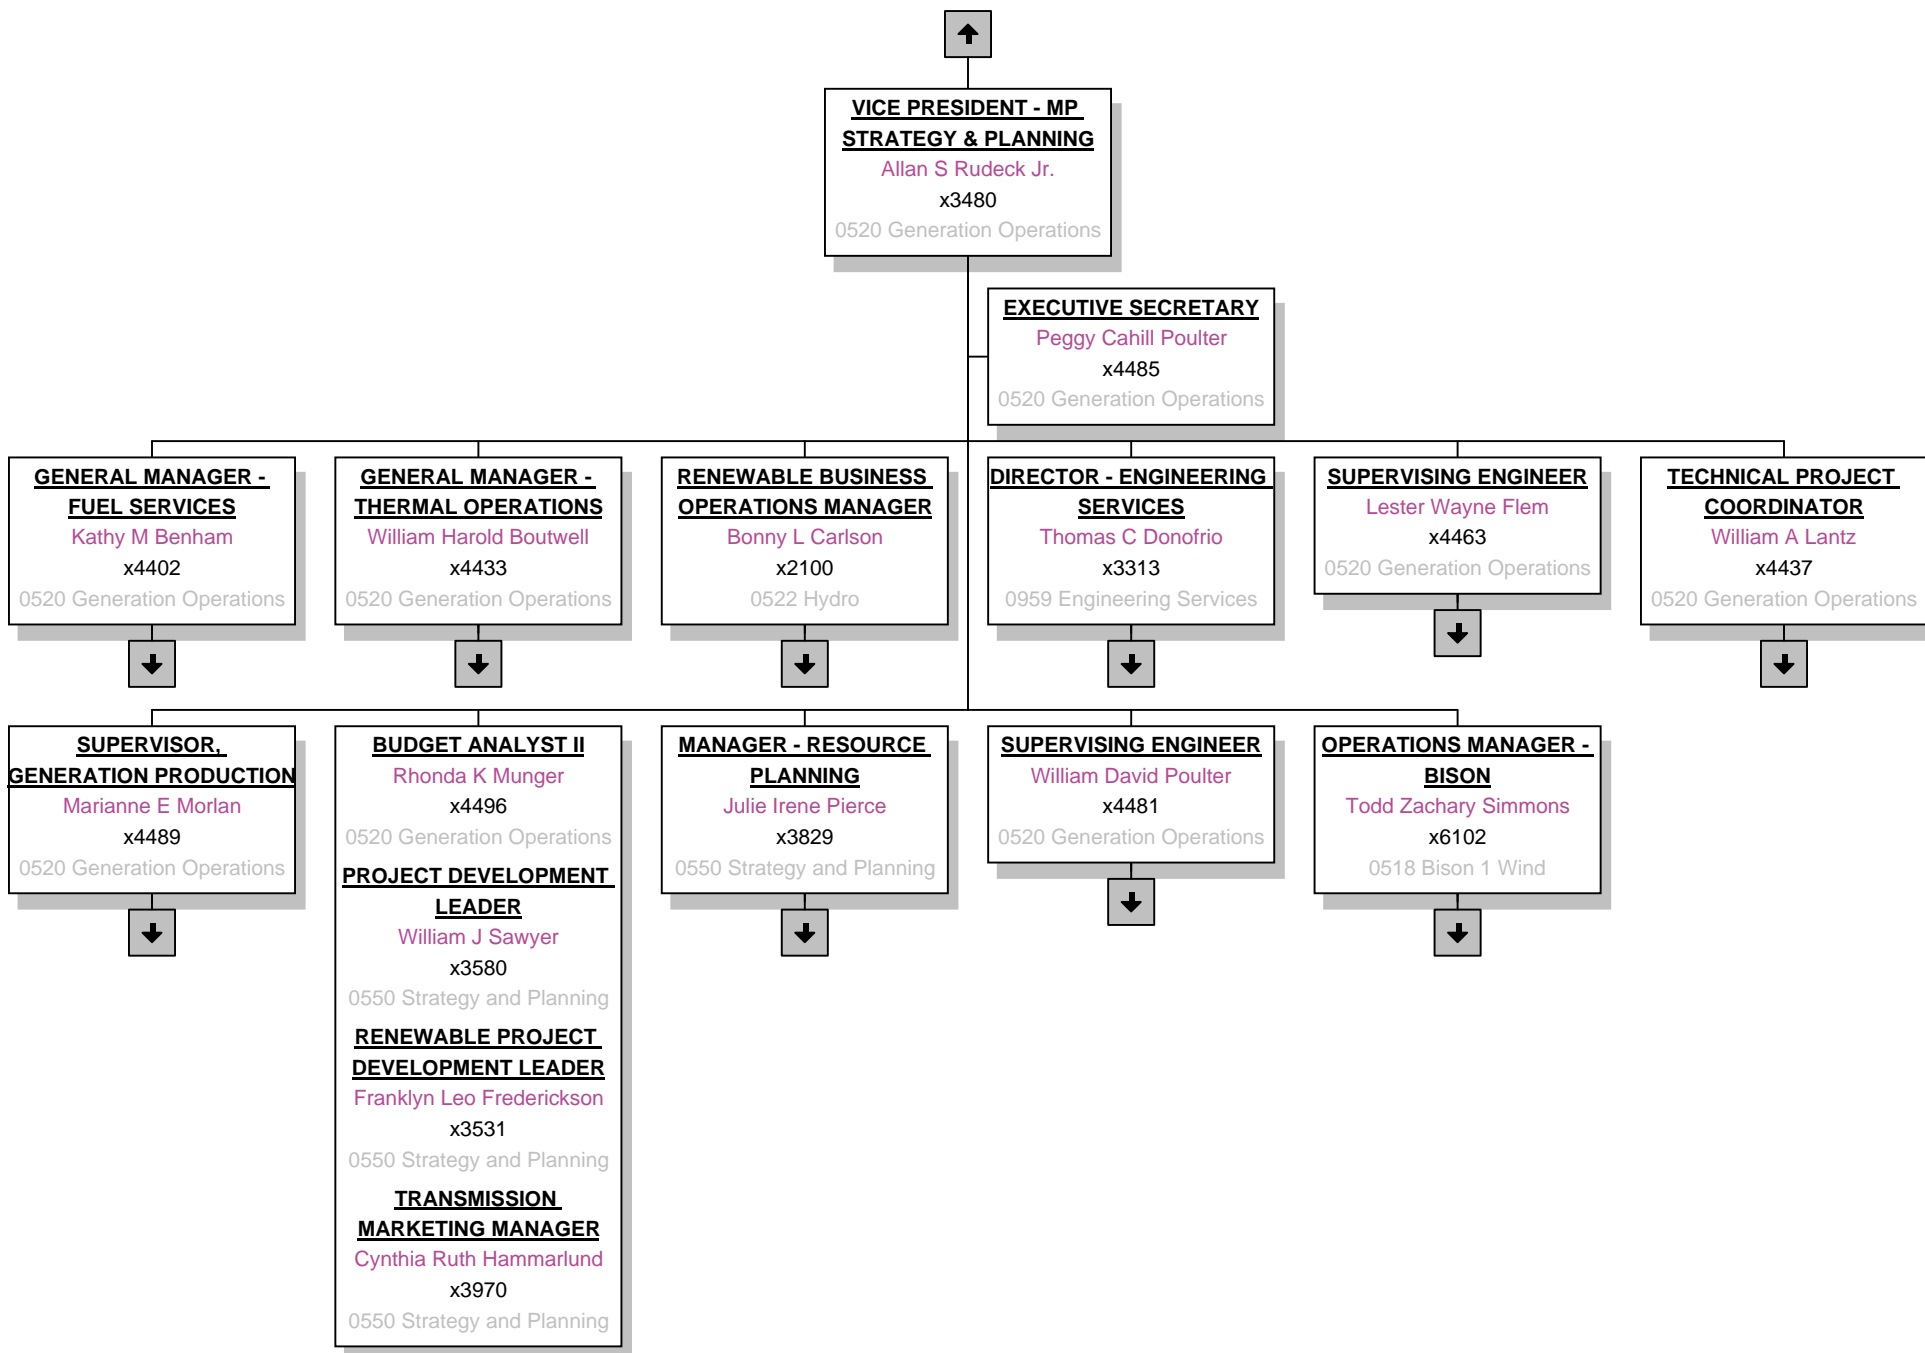 VICE PRESIDENT - MP
STRATEGY & PLANNING
Allan S Rudeck Jr.
x3480
0520 Generation Operations
EXECUTIVE SECRETARY
Peggy Cahill Poulter
x4485
0520 Generation Operations
GENERAL MANAGER -
FUEL SERVICES
Kathy M Benham
x4402
0520 Generation Operations
GENERAL MANAGER -
THERMAL OPERATIONS
William Harold Boutwell
x4433
0520 Generation Operations
RENEWABLE BUSINESS
OPERATIONS MANAGER
Bonny L Carlson
x2100
0522 Hydro
DIRECTOR - ENGINEERING
SERVICES
Thomas C Donofrio
x3313
0959 Engineering Services
SUPERVISING ENGINEER
Lester Wayne Flem
x4463
0520 Generation Operations
TECHNICAL PROJECT
COORDINATOR
William A Lantz
x4437
0520 Generation Operations
SUPERVISOR,
GENERATION PRODUCTION
Marianne E Morlan
x4489
0520 Generation Operations
BUDGET ANALYST II
Rhonda K Munger
x4496
0520 Generation Operations
PROJECT DEVELOPMENT
LEADER
William J Sawyer
x3580
0550 Strategy and Planning
RENEWABLE PROJECT
DEVELOPMENT LEADER
Franklyn Leo Frederickson
x3531
0550 Strategy and Planning
TRANSMISSION
MARKETING MANAGER
Cynthia Ruth Hammarlund
x3970
0550 Strategy and Planning
MANAGER - RESOURCE
PLANNING
Julie Irene Pierce
x3829
0550 Strategy and Planning
SUPERVISING ENGINEER
William David Poulter
x4481
0520 Generation Operations
OPERATIONS MANAGER -
BISON
Todd Zachary Simmons
x6102
0518 Bison 1 Wind